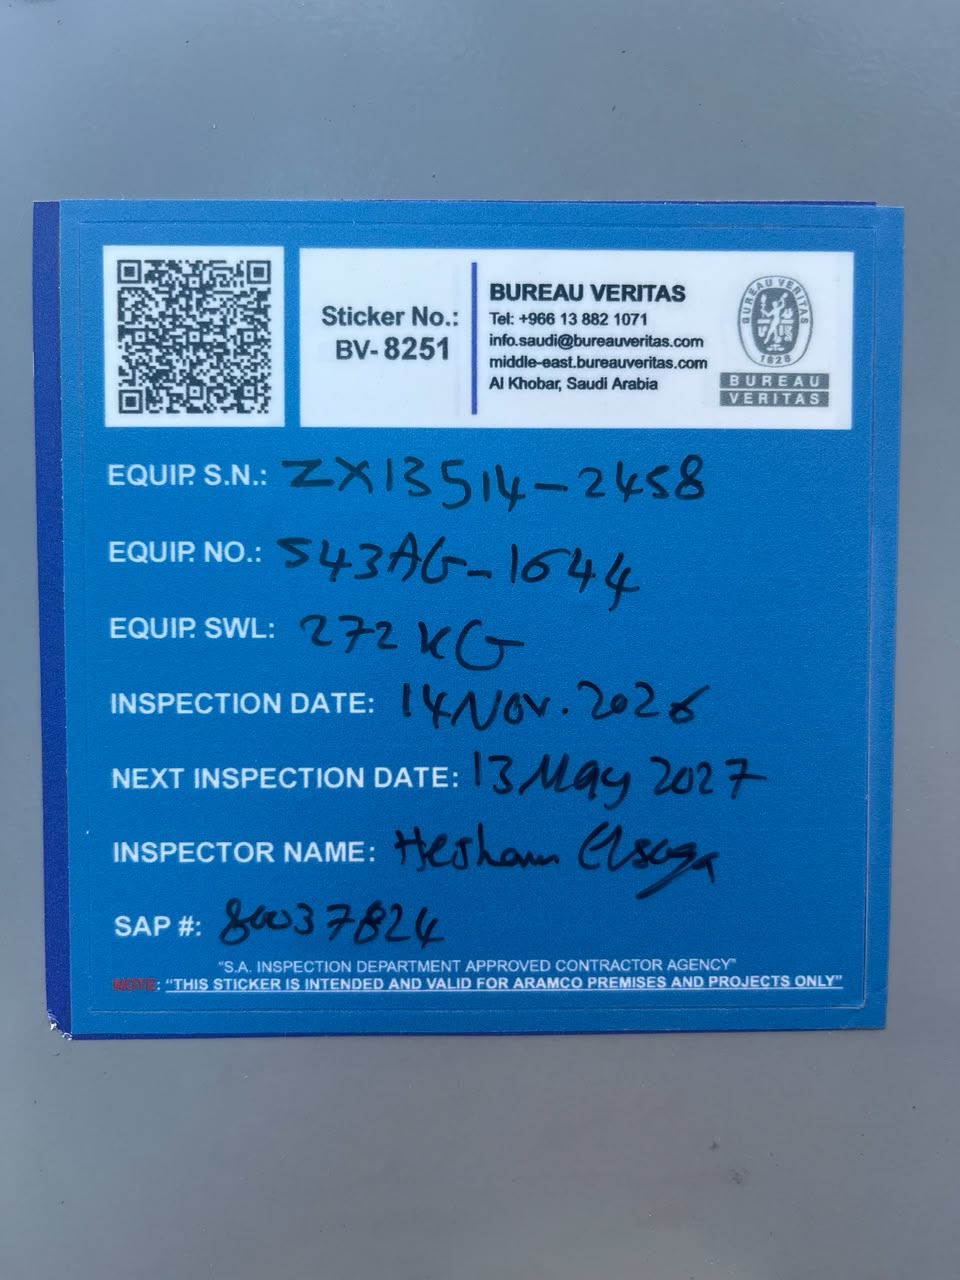 Sticker No.:
BV- 8251
BUREAU VERITAS
Tel: +966 13 882 1071
info.saudi@bureauveritas.com
middle-east.bureauveritas.com
Al Khobar, Saudi Arabia
BUREAU VERITAS
1828
BUREAU
VERITAS
EQUIP. S.N.: ZX13514-2458
EQUIP. NO.: 543AG-1644
EQUIP. SWL: 272 KG
INSPECTION DATE: 14 Nov. 2026
NEXT INSPECTION DATE: 13 May 2027
INSPECTOR NAME: Hesham
SAP #: 80037824
"S.A. INSPECTION DEPARTMENT APPROVED CONTRACTOR AGENCY"
NOTE: "THIS STICKER IS INTENDED AND VALID FOR ARAMCO PREMISES AND PROJECTS ONLY"